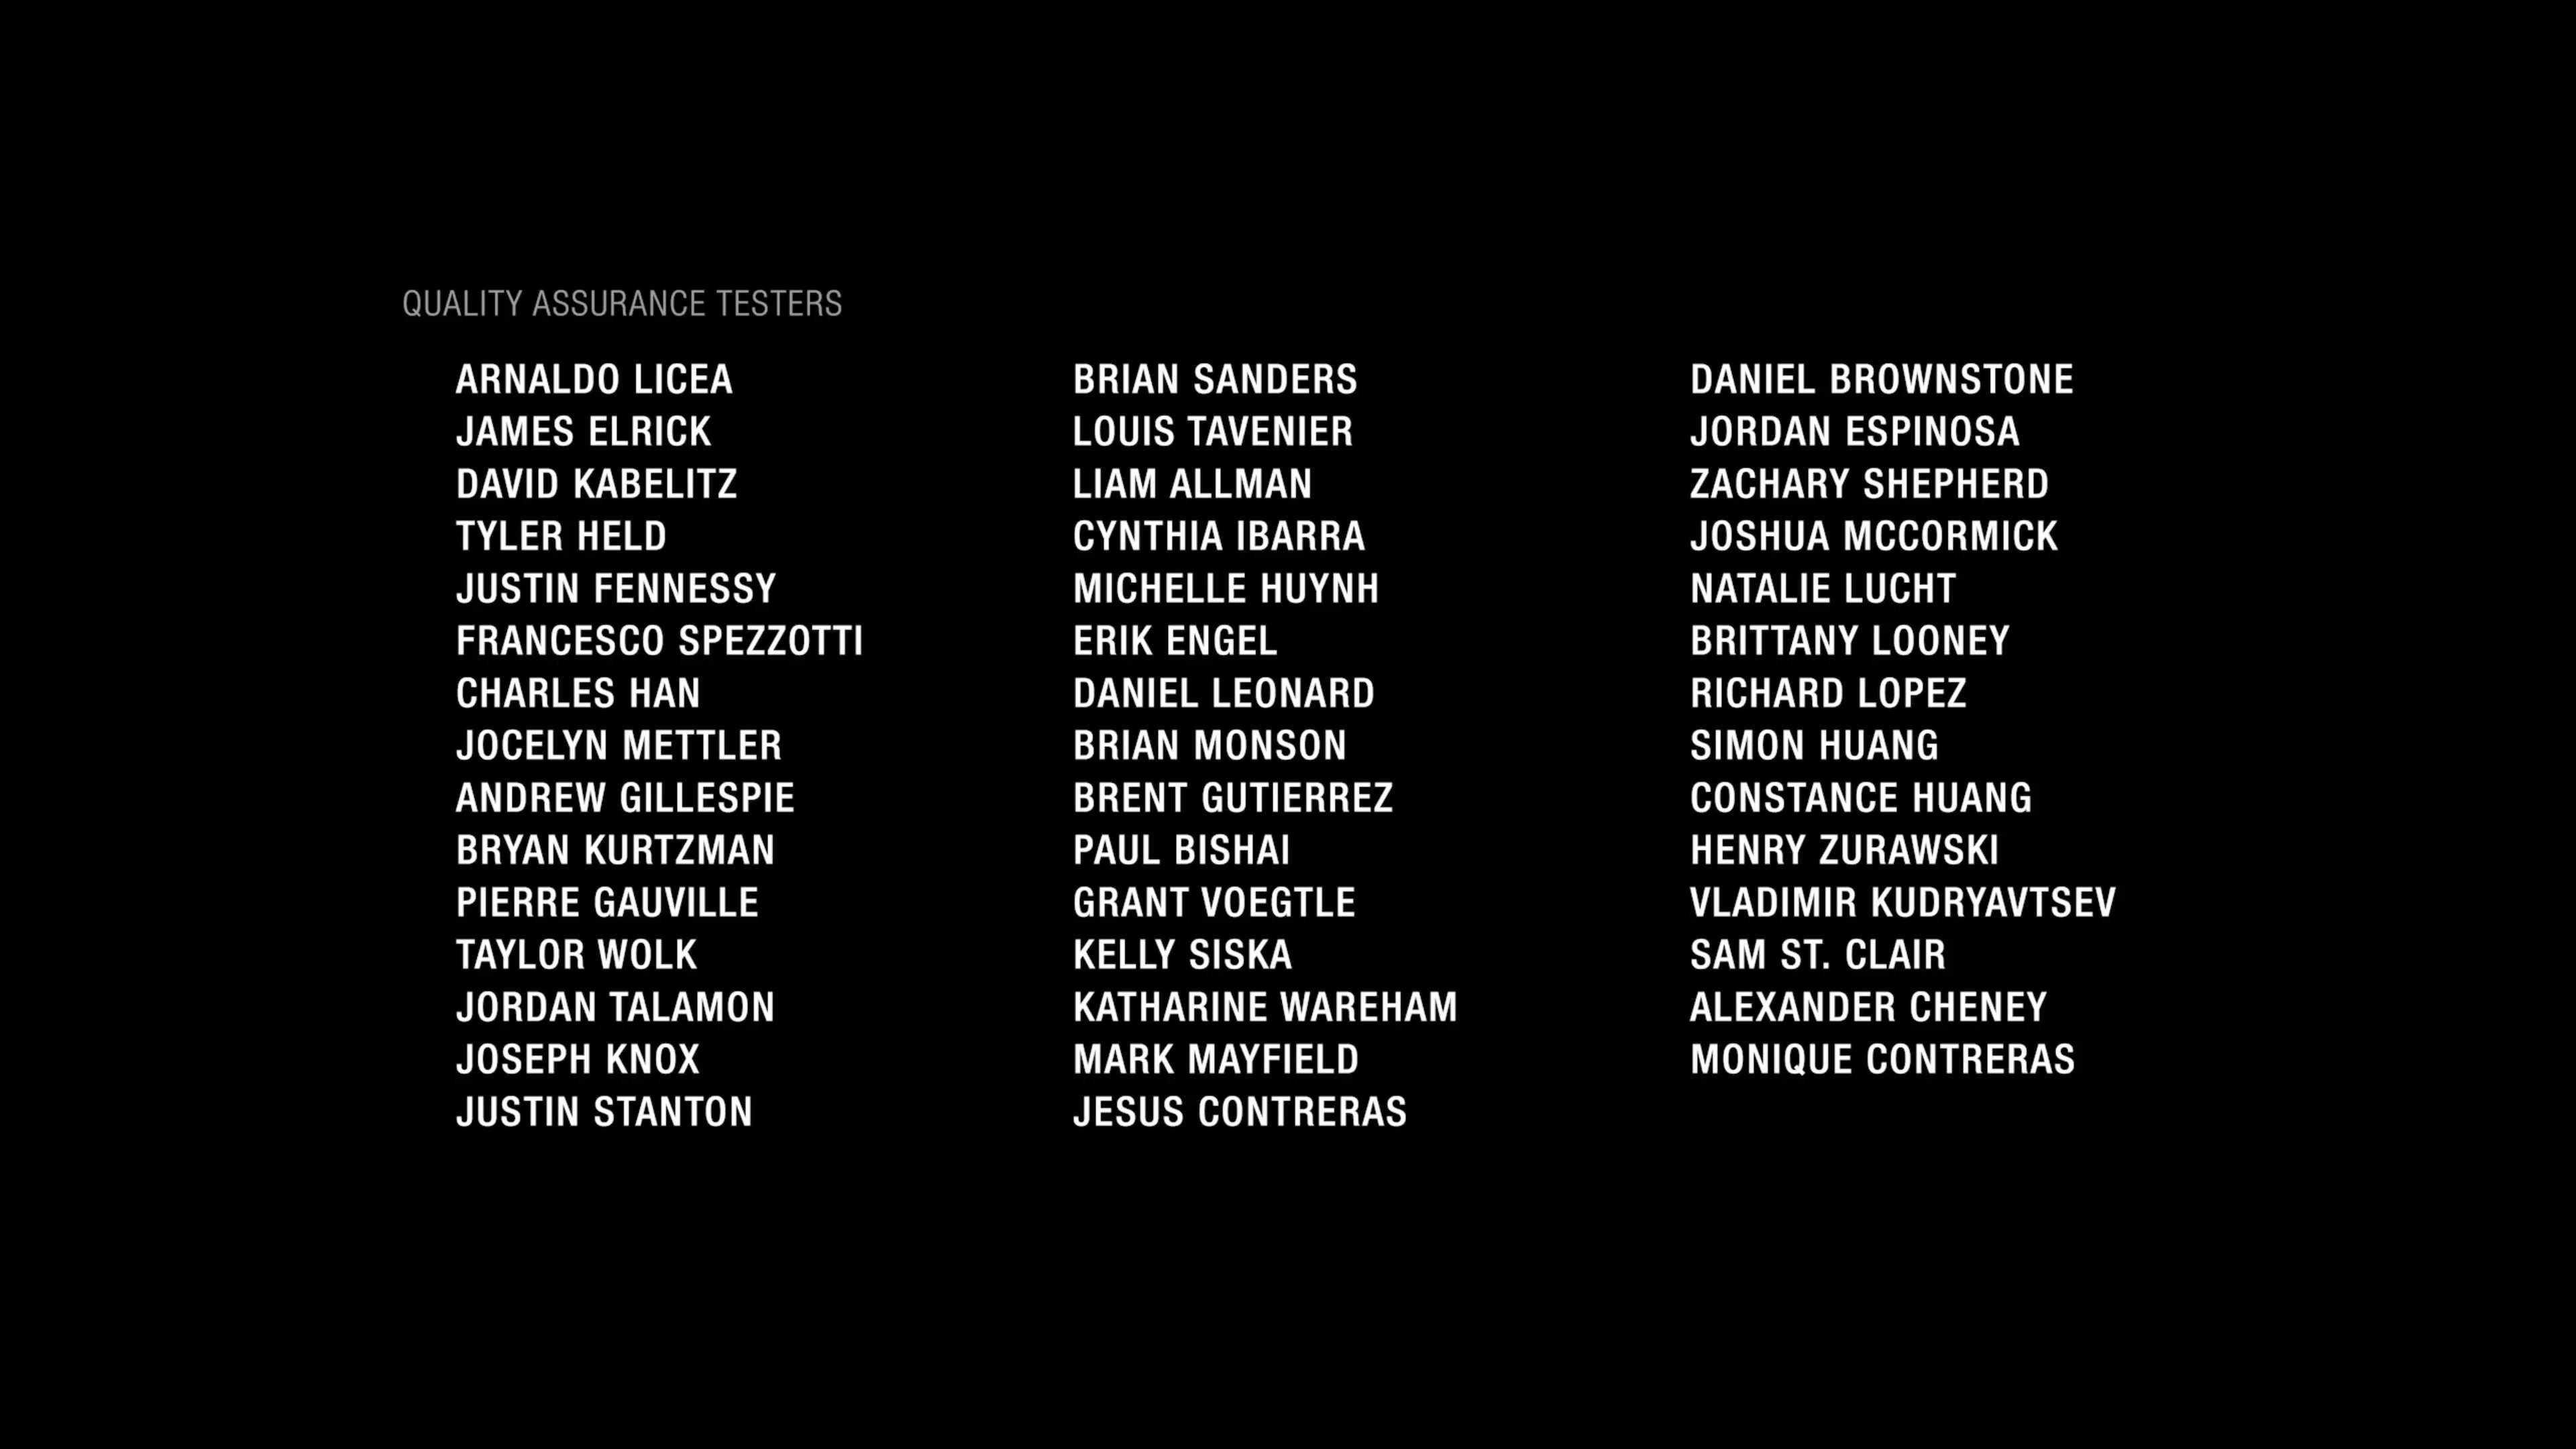 QUALITY ASSURANCE TESTERS
ARNALDO LICEA
JAMES ELRICK
DAVID KABELITZ
TYLER HELD
JUSTIN FENNESSY
FRANCESCO SPEZZOTTI
CHARLES HAN
JOCELYN METTLER
ANDREW GILLESPIE
BRYAN KURTZMAN
PIERRE GAUVILLE
TAYLOR WOLK
JORDAN TALAMON
JOSEPH KNOX
JUSTIN STANTON
BRIAN SANDERS
LOUIS TAVENIER
LIAM ALLMAN
CYNTHIA IBARRA
MICHELLE HUYNH
ERIK ENGEL
DANIEL LEONARD
BRIAN MONSON
BRENT GUTIERREZ
PAUL BISHAI
GRANT VOEGTLE
KELLY SISKA
KATHARINE WAREHAM
MARK MAYFIELD
JESUS CONTRERAS
DANIEL BROWNSTONE
JORDAN ESPINOSA
ZACHARY SHEPHERD
JOSHUA MCCORMICK
NATALIE LUCHT
BRITTANY LOONEY
RICHARD LOPEZ
SIMON HUANG
CONSTANCE HUANG
HENRY ZURAWSKI
VLADIMIR KUDRYAVTSEV
SAM ST. CLAIR
ALEXANDER CHENEY
MONIQUE CONTRERAS